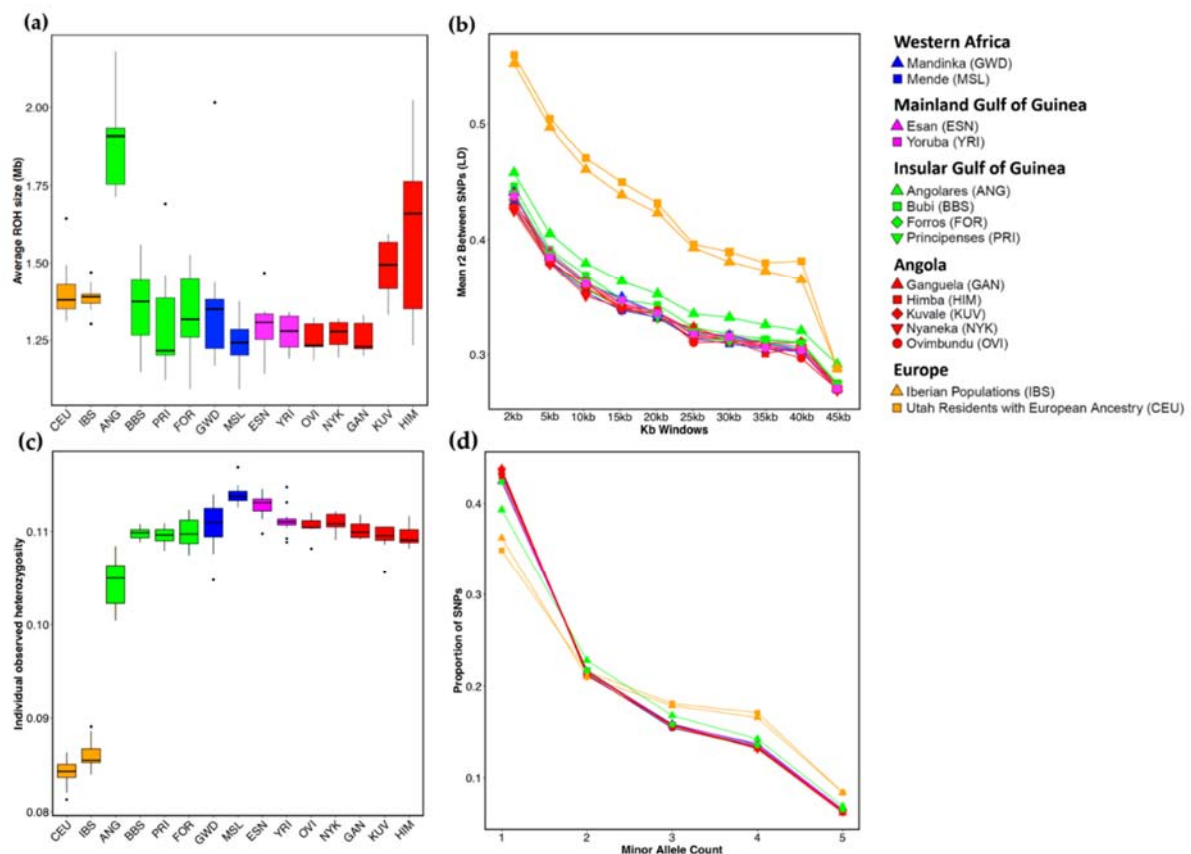 (a)
Average ROH size (Mb)
2.00
1.75
1.50
1.25
CEU IBS ANG BBS PRI FOR GWD MSL ESN YRI OVI NYK GAN KUV HIM
(b)
Mean r2 Between SNPs (LD)
0.5
0.4
0.3
2kb 5kb 10kb 15kb 20kb 25kb 30kb 35kb 40kb 45kb
Kb Windows
Western Africa
Mandinka (GWD)
Mende (MSL)
Mainland Gulf of Guinea
Esan (ESN)
Yoruba (YRI)
Insular Gulf of Guinea
Angolares (ANG)
Bubi (BBS)
Forros (FOR)
Principenses (PRI)
Angola
Ganguela (GAN)
Himba (HIM)
Kuvale (KUV)
Nyaneka (NYK)
Ovimbundu (OVI)
Europe
Iberian Populations (IBS)
Utah Residents with European Ancestry (CEU)
(c)
Individual observed heterozygosity
0.11
0.10
0.09
0.08
CEU IBS ANG BBS PRI FOR GWD MSL ESN YRI OVI NYK GAN KUV HIM
(d)
Proportion of SNPs
0.4
0.3
0.2
0.1
1 2 3 4 5
Minor Allele Count